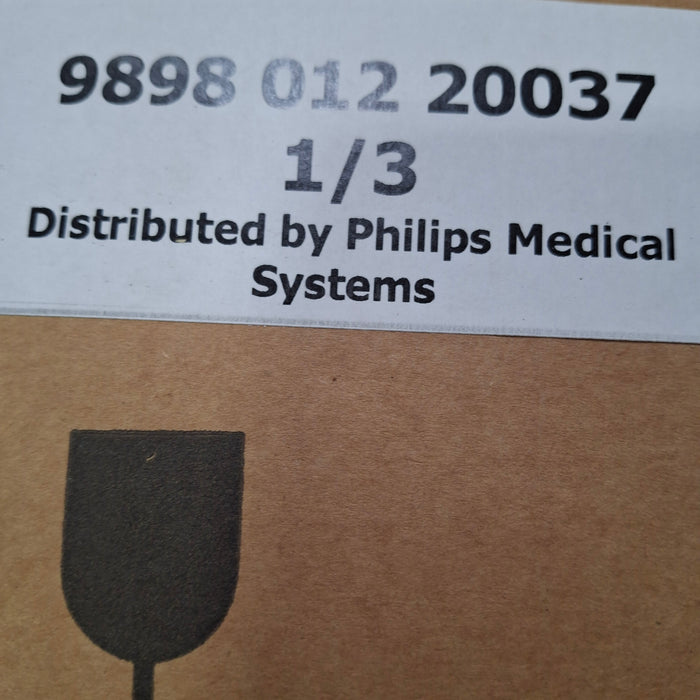 9898 012 20037
1/3
Distributed by Philips Medical
Systems